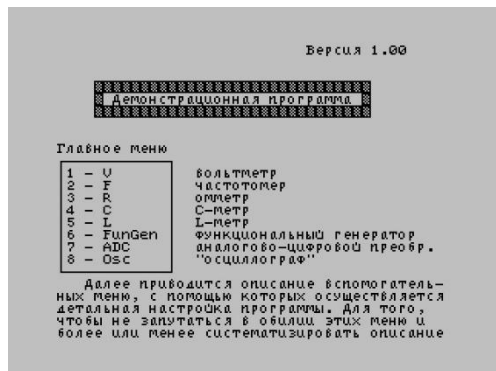 Версия 1.00
Демонстрационная программа
Главное меню
1 – V вольтметр
2 – F частотомер
3 – R омметр
4 – C C-метр
5 – L L-метр
6 – FunGen функциональный генератор
7 – ADC аналогово-цифровой преобр.
8 – Osc "осциллограф"
Далее приводится описание вспомогатель-
ных меню, с помощью которых осуществляется
детальная настройка программы. Для того,
чтобы не запутаться в обилии этих меню и
более или менее систематизировать описание